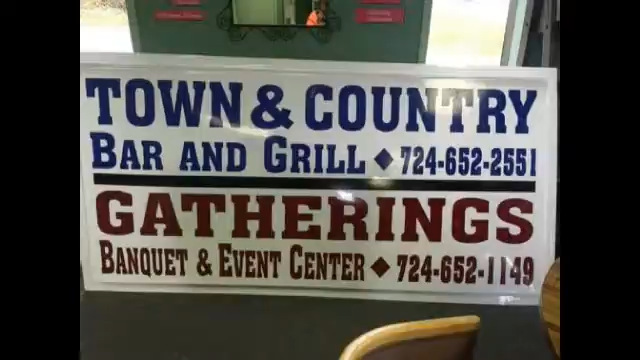 TOWN & COUNTRY
BAR AND GRILL ◆ 724-652-2551
GATHERINGS
BANQUET & EVENT CENTER ◆ 724-652-1149